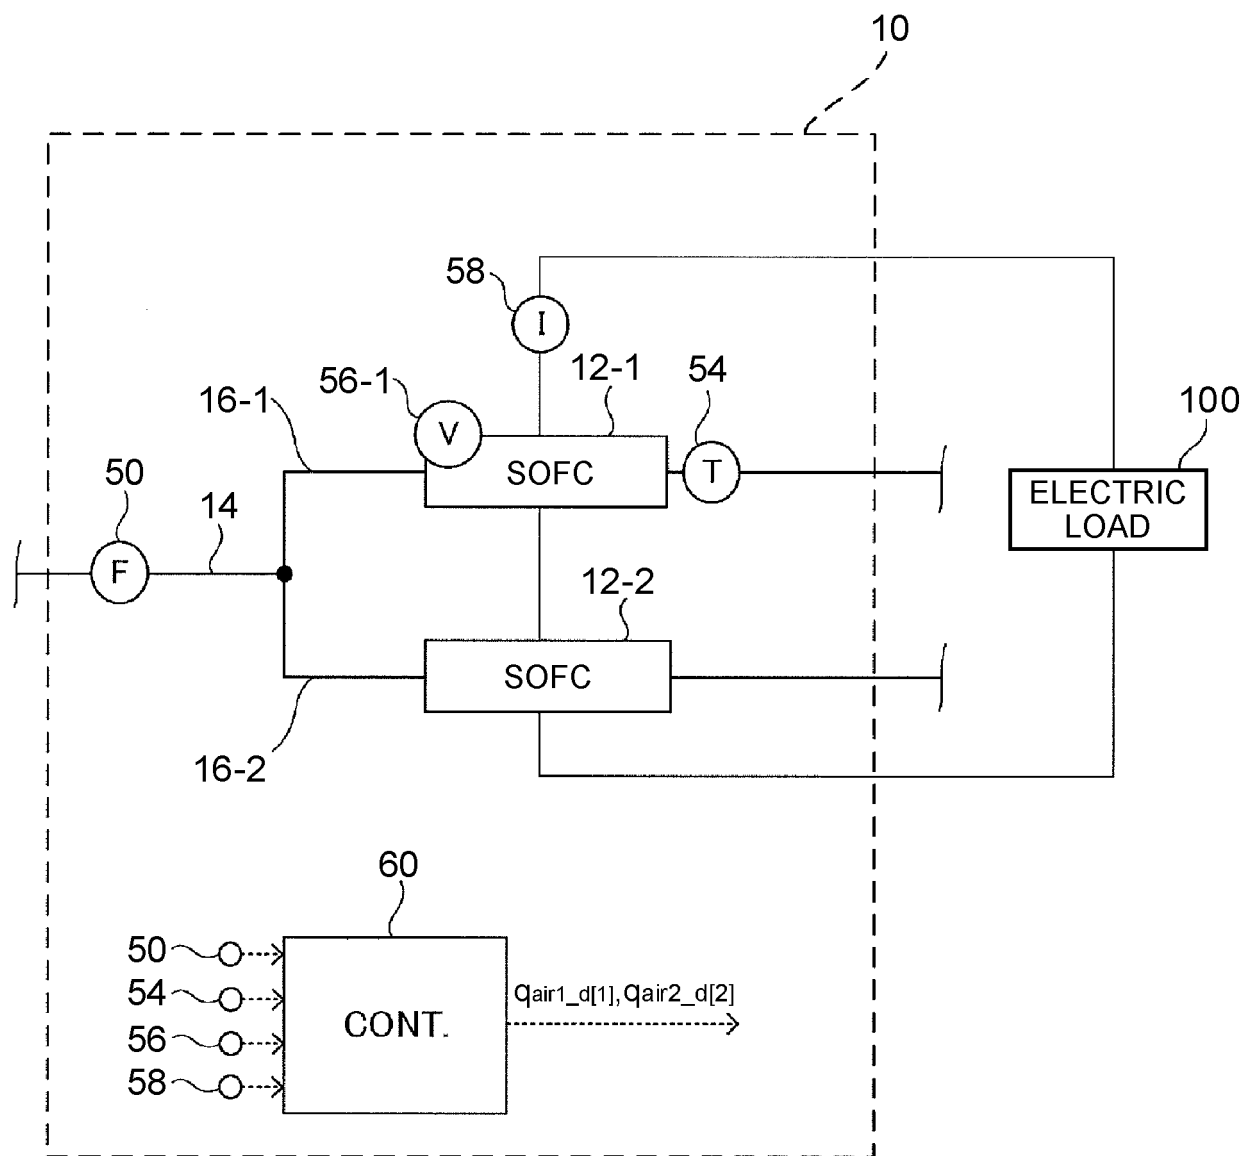 10
58
I
12-1
54
56-1
V
16-1
SOFC
T
100
ELECTRIC
LOAD
50
14
F
12-2
SOFC
16-2
60
50
54
56
58
CONT.
qair1_d[1],qair2_d[2]